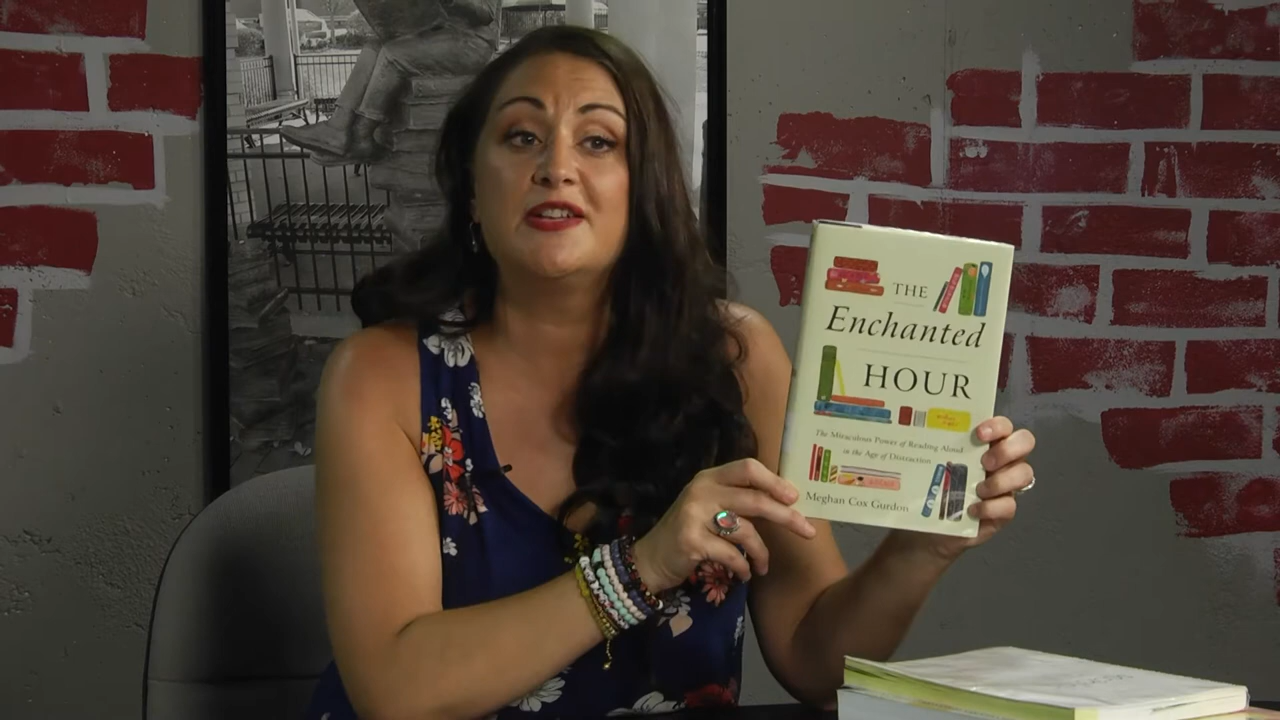 THE
Enchanted
HOUR
The Miraculous Power of Reading Aloud
in the Age of Distraction
Meghan Cox Gurdon